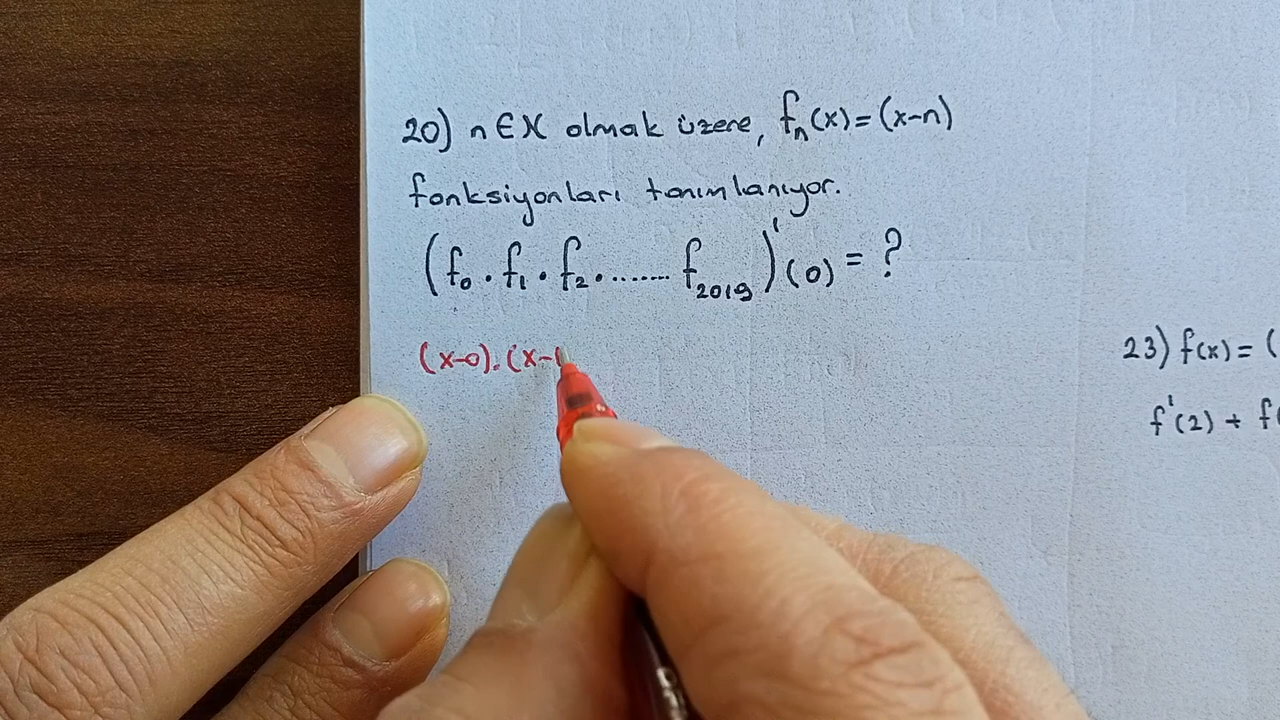 20) n ∈ N olmak üzere, fₙ(x)=(x-n)
fonksiyonları tanımlanıyor.
(f₀.f₁.f₂........f₂₀₁₉)'(0) = ?
(x-0).(x-
23) f(x) = (
f'(2) + f(